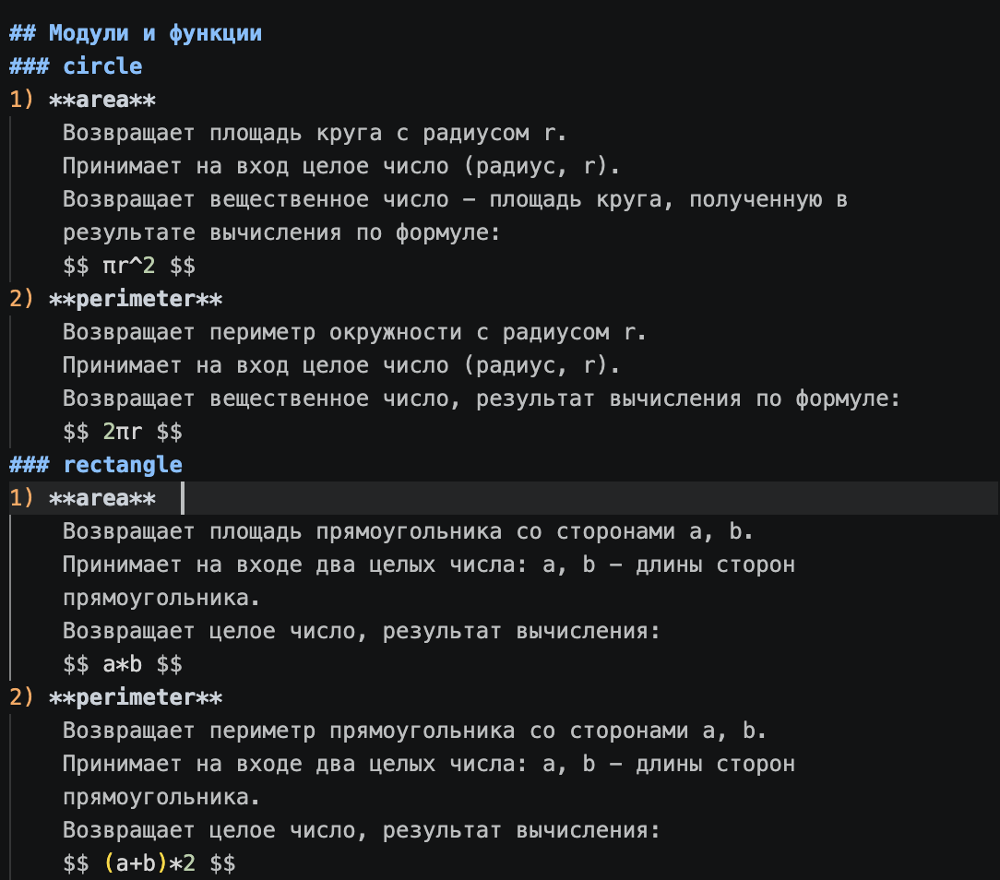 ## Модули и функции
### circle
1) **area**
Возвращает площадь круга с радиусом r.
Принимает на вход целое число (радиус, r).
Возвращает вещественное число – площадь круга, полученную в
результате вычисления по формуле:
$$ πr^2 $$
2) **perimeter**
Возвращает периметр окружности с радиусом r.
Принимает на вход целое число (радиус, r).
Возвращает вещественное число, результат вычисления по формуле:
$$ 2πr $$
### rectangle
1) **area**
Возвращает площадь прямоугольника со сторонами a, b.
Принимает на входе два целых числа: a, b – длины сторон
прямоугольника.
Возвращает целое число, результат вычисления:
$$ a*b $$
2) **perimeter**
Возвращает периметр прямоугольника со сторонами a, b.
Принимает на входе два целых числа: a, b – длины сторон
прямоугольника.
Возвращает целое число, результат вычисления:
$$ (a+b)*2 $$